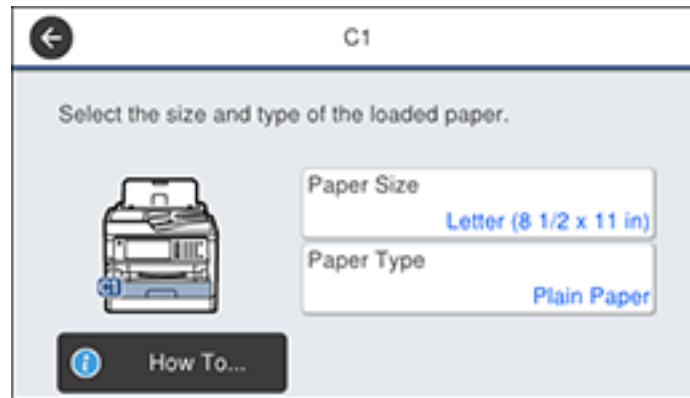 C1
Select the size and type of the loaded paper.
Paper Size
Letter (8 1/2 x 11 in)
Paper Type
Plain Paper
C1
How To...